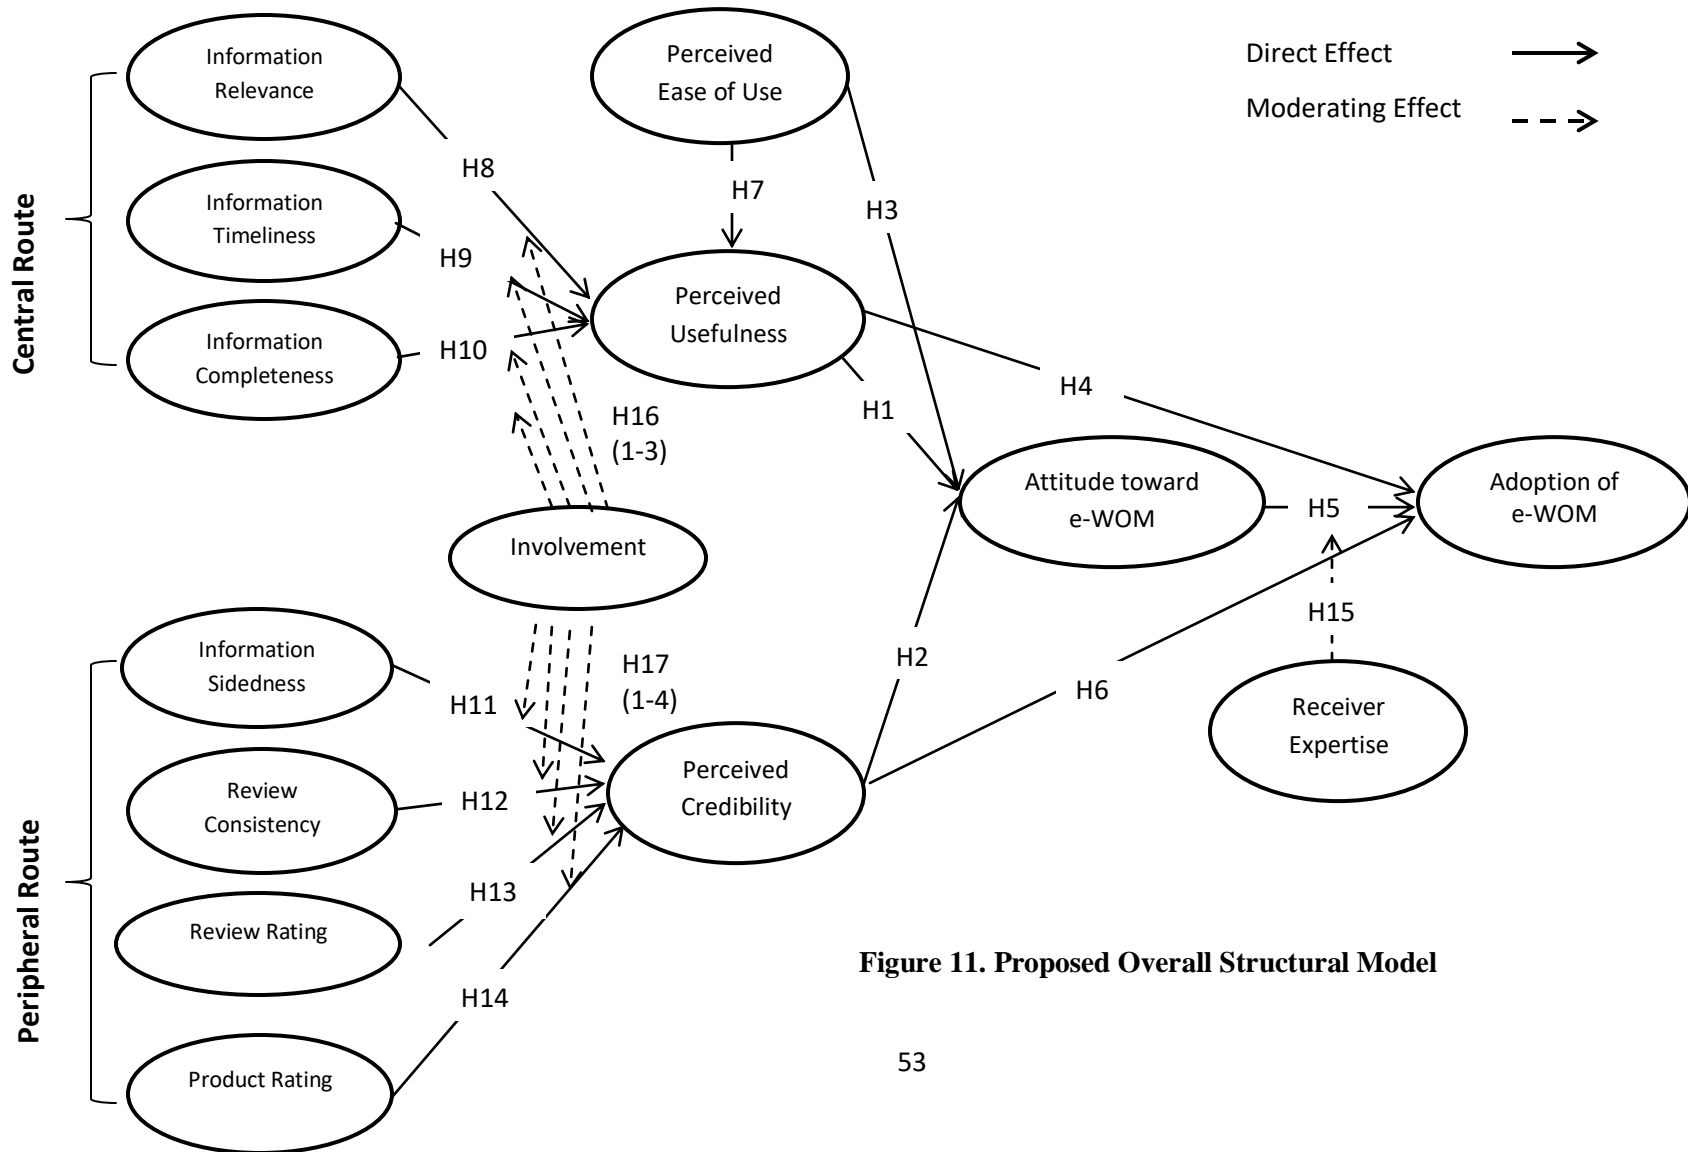 Information
Relevance
Perceived
Ease of Use
Direct Effect
Moderating Effect
Central Route
H8
H7
H3
Information
Timeliness
H9
Perceived
Usefulness
Information
Completeness
H10
H4
H1
H16
(1-3)
Attitude toward
e-WOM
H5
Adoption of
e-WOM
Involvement
H15
Peripheral Route
Information
Sidedness
H11
H17
(1-4)
H2
H6
Receiver
Expertise
Review
Consistency
H12
Perceived
Credibility
Review Rating
H13
H14
Product Rating
Figure 11. Proposed Overall Structural Model
53